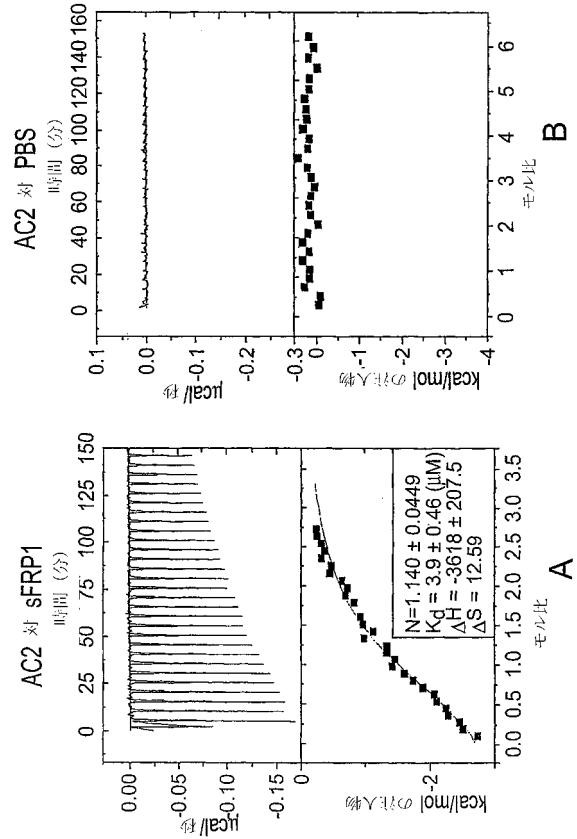 AC2 対 sFRP1
時間 (分)
0 25 50 75 100 125 150
0.00
-0.05
-0.10
-0.15
μcal/秒
0
-2
kcal/mol の注入物
N=1.140 ± 0.0449
Kd = 3.9 ± 0.46 (μM)
ΔH = -3618 ± 207.5
ΔS = 12.59
0.0 0.5 1.0 1.5 2.0 2.5 3.0 3.5
モル比
A
AC2 対 PBS
時間 (分)
0 20 40 60 80 100 120 140 160
0.1
0.0
-0.1
-0.2
-0.3
μcal/秒
0
-1
-2
-3
-4
kcal/mol の注入物
0 1 2 3 4 5 6
モル比
B